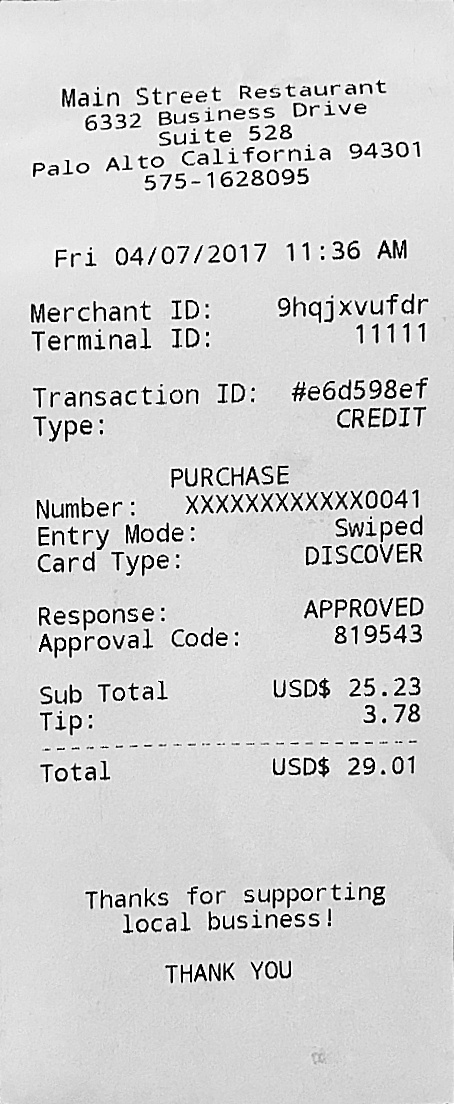 Main Street Restaurant
6332 Business Drive
Suite 528
Palo Alto California 94301
575-1628095
Fri 04/07/2017 11:36 AM
Merchant ID: 9hqjxvufdr
Terminal ID: 11111
Transaction ID: #e6d598ef
Type: CREDIT
PURCHASE
Number: XXXXXXXXXXXX0041
Entry Mode: Swiped
Card Type: DISCOVER
Response: APPROVED
Approval Code: 819543
Sub Total USD$ 25.23
Tip: 3.78
Total USD$ 29.01
Thanks for supporting
local business!
THANK YOU